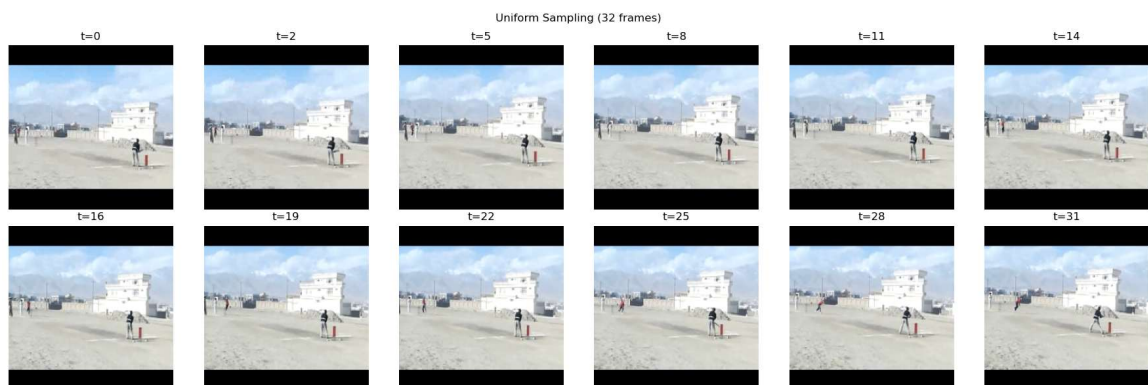 Uniform Sampling (32 frames)
t=0 t=2 t=5 t=8 t=11 t=14
t=16 t=19 t=22 t=25 t=28 t=31